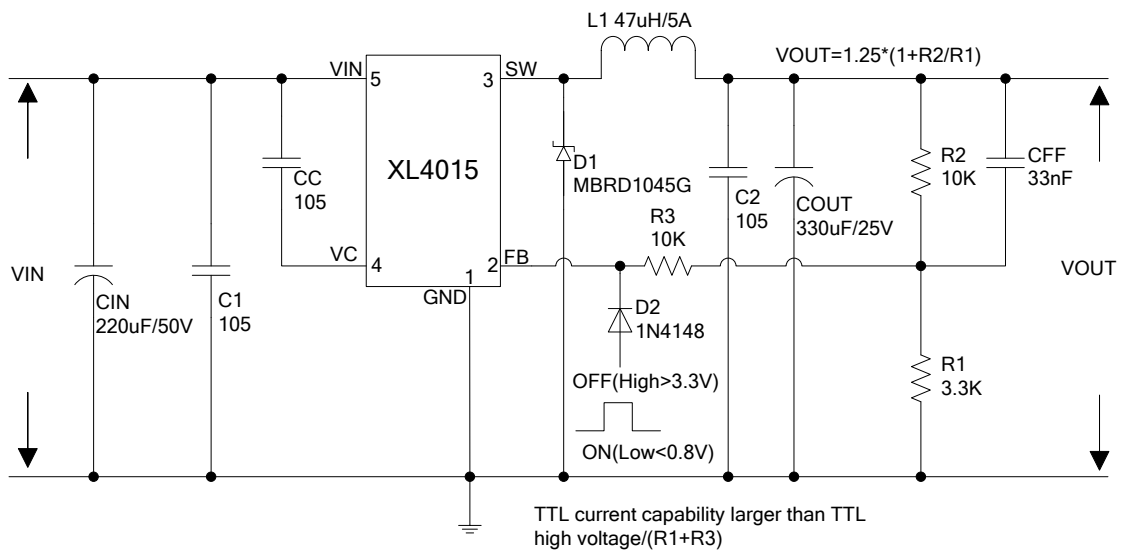 L1 47uH/5A
VOUT=1.25*(1+R2/R1)
VIN
5
3
SW
XL4015
CC
105
D1
MBRD1045G
R2
10K
CFF
33nF
C2
105
COUT
330uF/25V
R3
10K
VC
4
2
FB
1
GND
VIN
VOUT
CIN
220uF/50V
C1
105
D2
1N4148
R1
3.3K
OFF(High>3.3V)
ON(Low<0.8V)
TTL current capability larger than TTL
high voltage/(R1+R3)